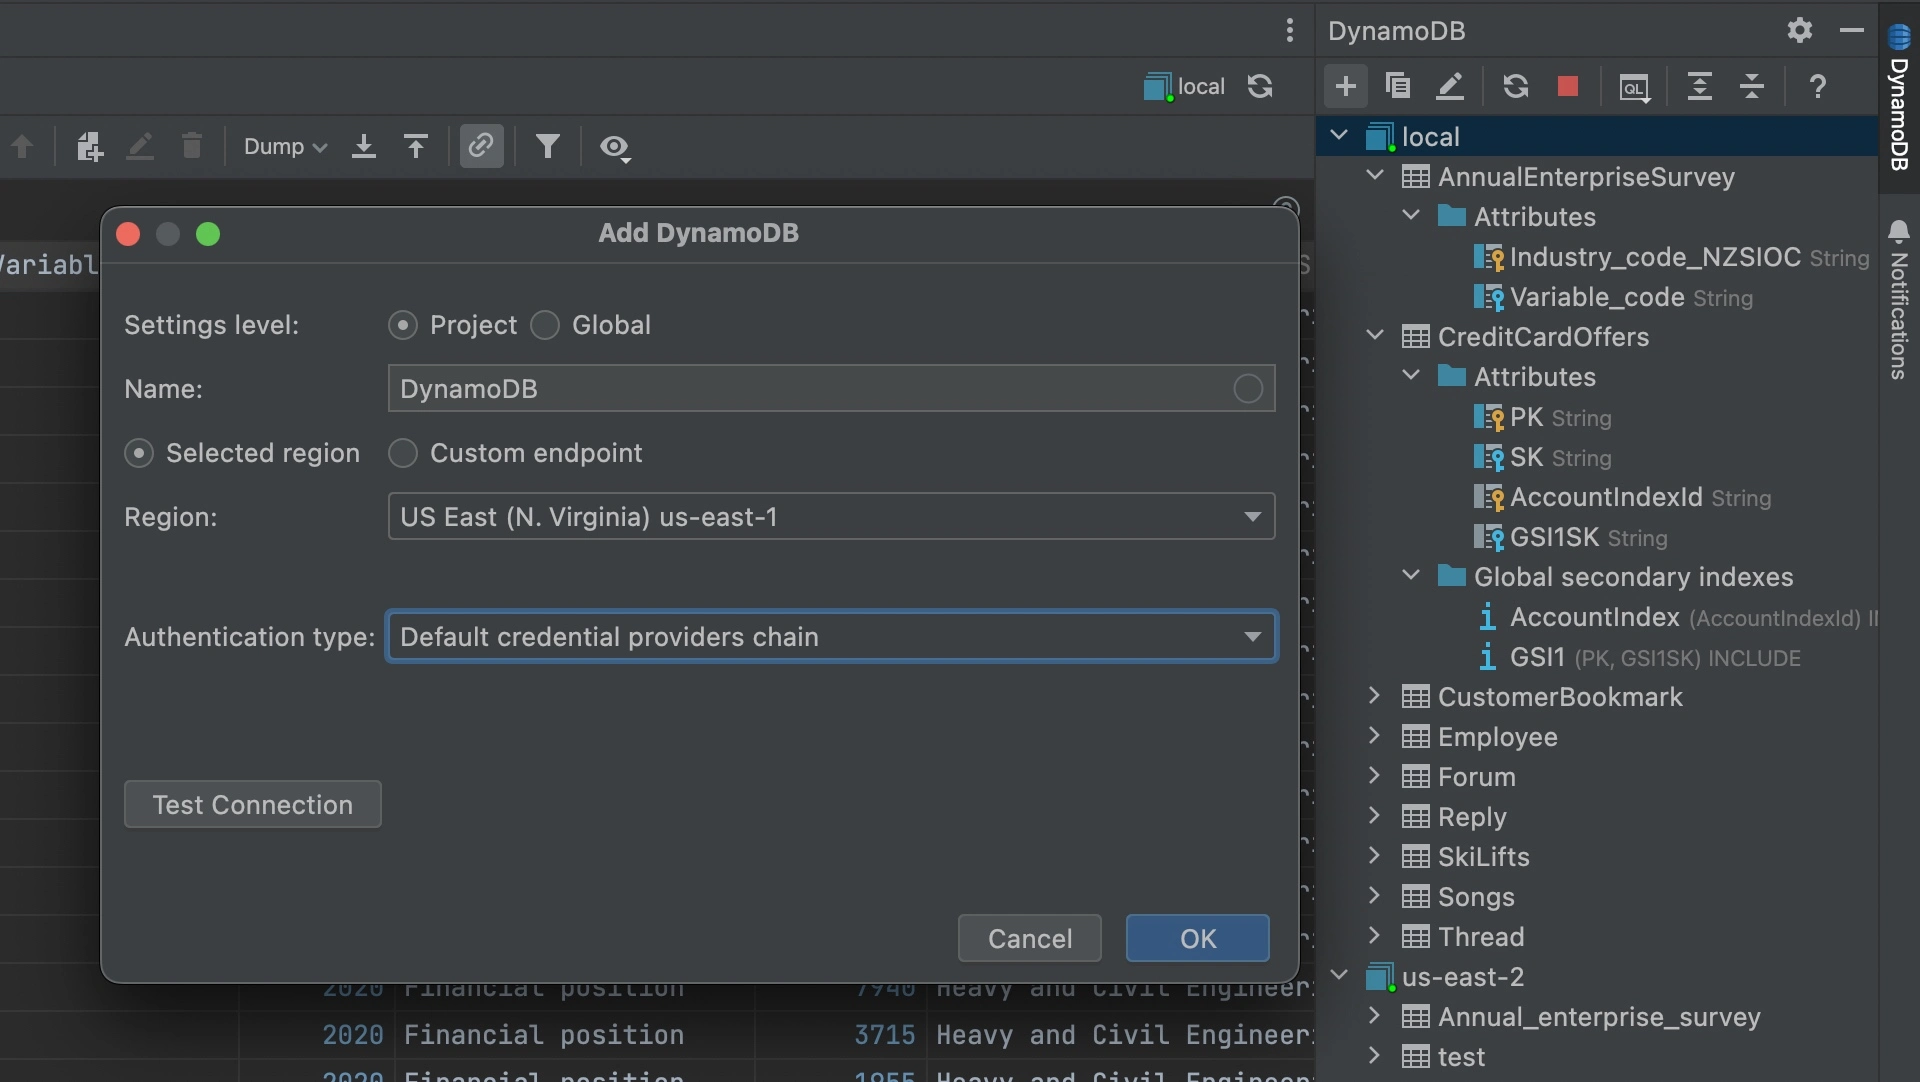 DynamoDB
local
Dump
Add DynamoDB
Settings level:
Project
Global
Name:
DynamoDB
Selected region
Custom endpoint
Region:
US East (N. Virginia) us-east-1
Authentication type:
Default credential providers chain
Test Connection
Cancel
OK
2020 Financial position 7940 Heavy and Civil Engineer
2020 Financial position 3715 Heavy and Civil Engineer
2020 Financial position 1955 Heavy and Civil Engineer
QL
?
local
AnnualEnterpriseSurvey
Attributes
Industry_code_NZSIOC String
Variable_code String
CreditCardOffers
Attributes
PK String
SK String
AccountIndexId String
GSI1SK String
Global secondary indexes
AccountIndex (AccountIndexId)
GSI1 (PK, GSI1SK) INCLUDE
CustomerBookmark
Employee
Forum
Reply
SkiLifts
Songs
Thread
us-east-2
Annual_enterprise_survey
test
DynamoDB
Notifications